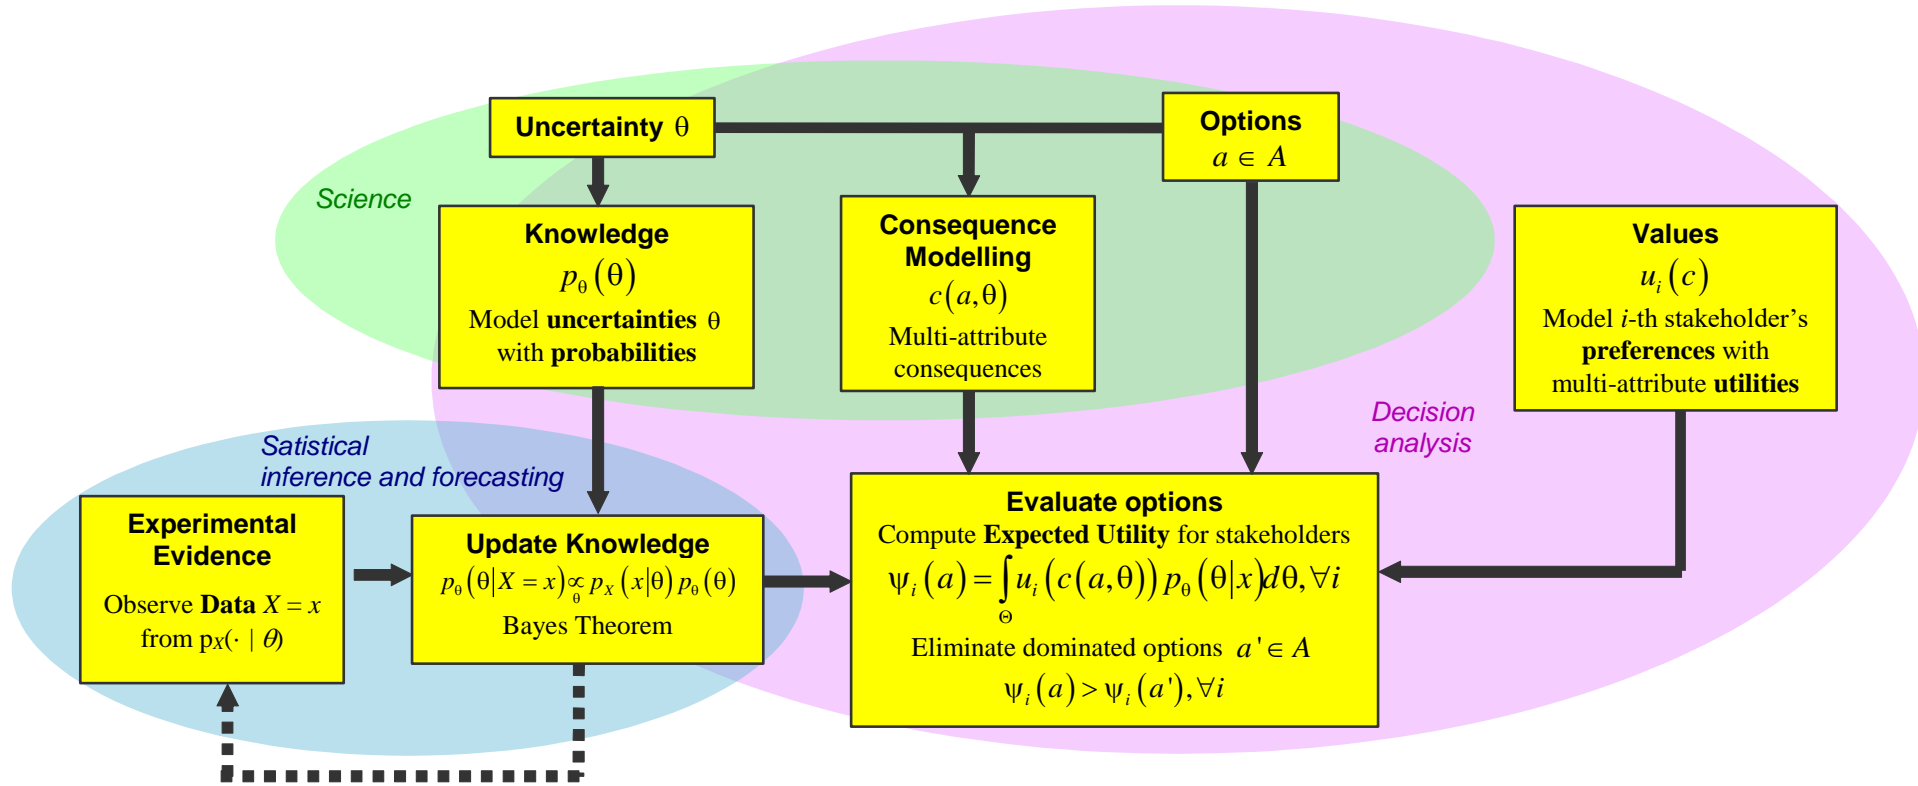 Uncertainty θ
Options
a ∈ A
Science
Knowledge
p_θ(θ)
Model uncertainties θ
with probabilities
Consequence
Modelling
c(a,θ)
Multi-attribute
consequences
Values
u_i(c)
Model i-th stakeholder's
preferences with
multi-attribute utilities
Decision
analysis
Satistical
inference and forecasting
Experimental
Evidence
Observe Data X = x
from p_X(· | θ)
Update Knowledge
p_θ(θ|X = x) ∝_θ p_X(x|θ) p_θ(θ)
Bayes Theorem
Evaluate options
Compute Expected Utility for stakeholders
ψ_i(a) = ∫_Θ u_i(c(a,θ)) p_θ(θ|x)dθ, ∀i
Eliminate dominated options a' ∈ A
ψ_i(a) > ψ_i(a'), ∀i